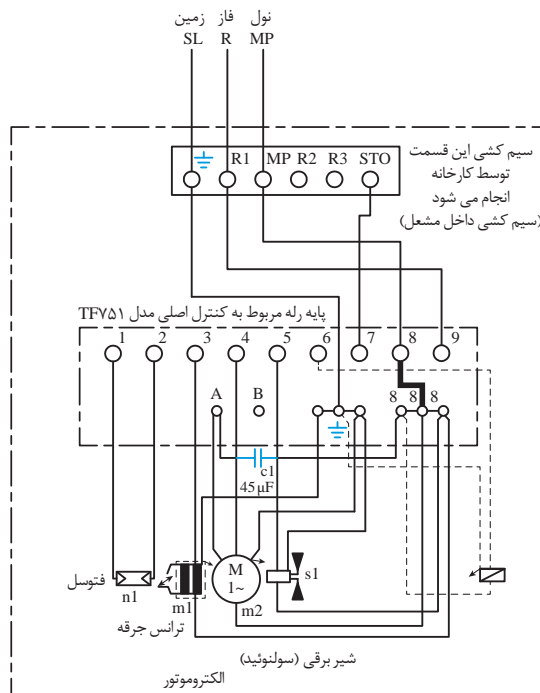 زمین فاز نول
SL R MP
R1 MP R2 R3 STO
سیم کشی این قسمت
توسط کارخانه
انجام می شود
(سیم کشی داخل مشعل)
پایه رله مربوط به کنترل اصلی مدل TF۷۵۱
1 2 3 4 5 6 7 8 9
A B 8 8 8
c1
45µF
فتوسل
n1
m1
ترانس جرقه
M
1~
m2
s1
شیر برقی (سولنوئید)
الکتروموتور